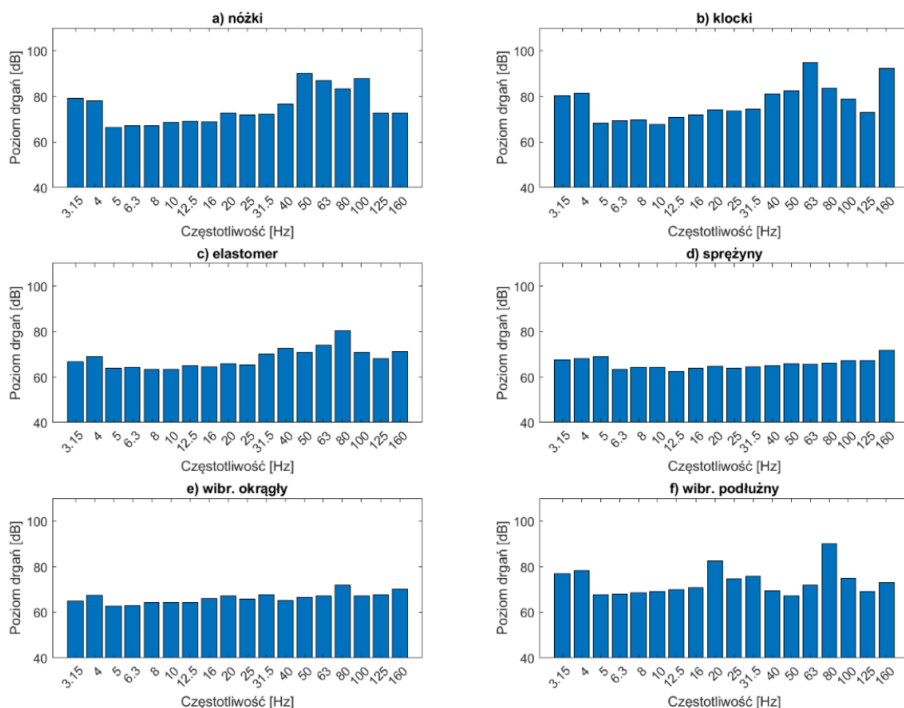 a) nóżki
100
80
60
40
Poziom drgań [dB]
3.15 4 5 6.3 8 10 12.5 16 20 25 31.5 40 50 63 80 100 125 160
Częstotliwość [Hz]
b) klocki
100
80
60
40
Poziom drgań [dB]
3.15 4 5 6.3 8 10 12.5 16 20 25 31.5 40 50 63 80 100 125 160
Częstotliwość [Hz]
c) elastomer
100
80
60
40
Poziom drgań [dB]
3.15 4 5 6.3 8 10 12.5 16 20 25 31.5 40 50 63 80 100 125 160
Częstotliwość [Hz]
d) sprężyny
100
80
60
40
Poziom drgań [dB]
3.15 4 5 6.3 8 10 12.5 16 20 25 31.5 40 50 63 80 100 125 160
Częstotliwość [Hz]
e) wibr. okrągły
100
80
60
40
Poziom drgań [dB]
3.15 4 5 6.3 8 10 12.5 16 20 25 31.5 40 50 63 80 100 125 160
Częstotliwość [Hz]
f) wibr. podłużny
100
80
60
40
Poziom drgań [dB]
3.15 4 5 6.3 8 10 12.5 16 20 25 31.5 40 50 63 80 100 125 160
Częstotliwość [Hz]